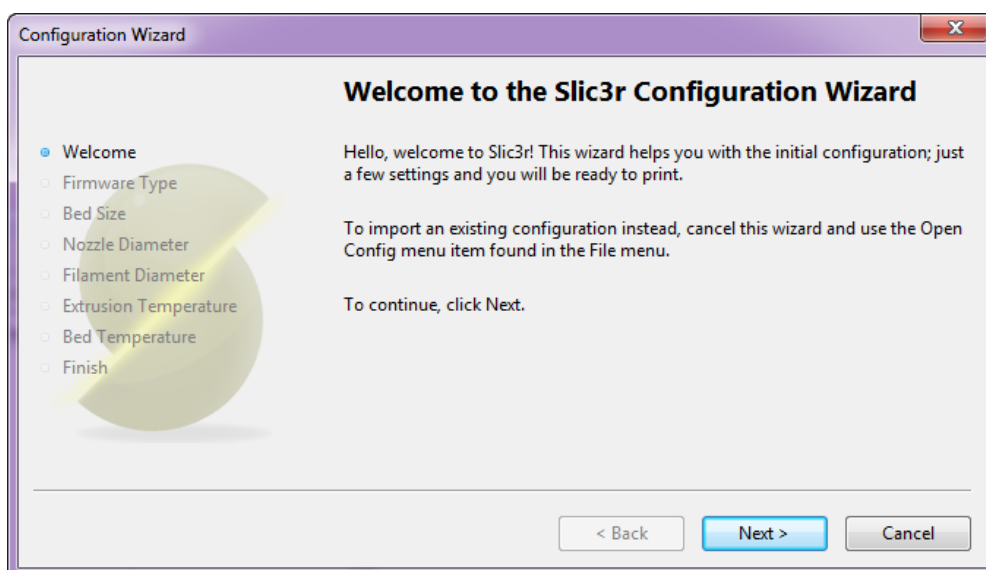 Configuration Wizard
X
Welcome to the Slic3r Configuration Wizard
Welcome
Firmware Type
Bed Size
Nozzle Diameter
Filament Diameter
Extrusion Temperature
Bed Temperature
Finish
Hello, welcome to Slic3r! This wizard helps you with the initial configuration; just
a few settings and you will be ready to print.
To import an existing configuration instead, cancel this wizard and use the Open
Config menu item found in the File menu.
To continue, click Next.
< Back
Next >
Cancel